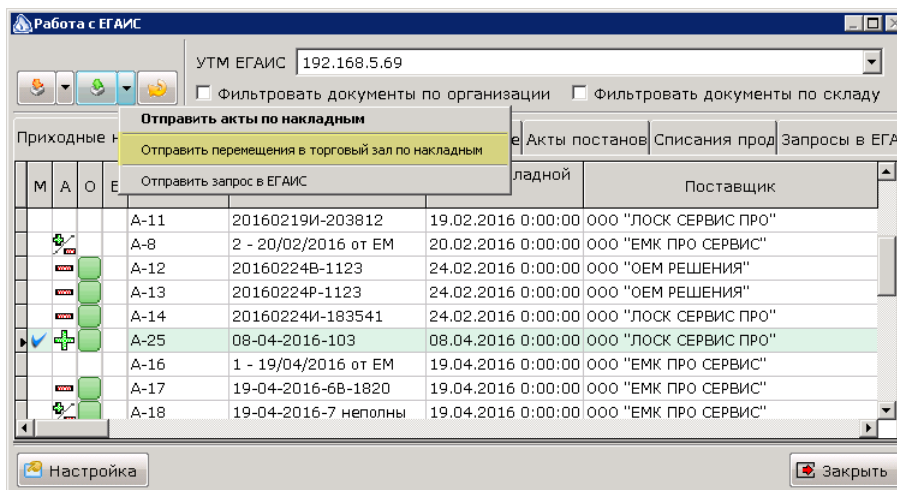 Работа с ЕГАИС
УТМ ЕГАИС 192.168.5.69
Фильтровать документы по организации Фильтровать документы по складу
Отправить акты по накладным
Отправить перемещения в торговый зал по накладным
Отправить запрос в ЕГАИС
Приходные н е Акты постанов Списания прод Запросы в ЕГА
М А О Е ладной Поставщик
А-11 20160219И-203812 19.02.2016 0:00:00 ООО "ЛОСК СЕРВИС ПРО"
А-8 2 - 20/02/2016 от ЕМ 20.02.2016 0:00:00 ООО "ЕМК ПРО СЕРВИС"
А-12 20160224В-1123 24.02.2016 0:00:00 ООО "ОЕМ РЕШЕНИЯ"
А-13 20160224Р-1123 24.02.2016 0:00:00 ООО "ОЕМ РЕШЕНИЯ"
А-14 20160224И-183541 24.02.2016 0:00:00 ООО "ЛОСК СЕРВИС ПРО"
А-25 08-04-2016-103 08.04.2016 0:00:00 ООО "ЛОСК СЕРВИС ПРО"
А-16 1 - 19/04/2016 от ЕМ 19.04.2016 0:00:00 ООО "ЕМК ПРО СЕРВИС"
А-17 19-04-2016-6В-1820 19.04.2016 0:00:00 ООО "ЕМК ПРО СЕРВИС"
А-18 19-04-2016-7 неполны 19.04.2016 0:00:00 ООО "ЕМК ПРО СЕРВИС"
Настройка Закрыть